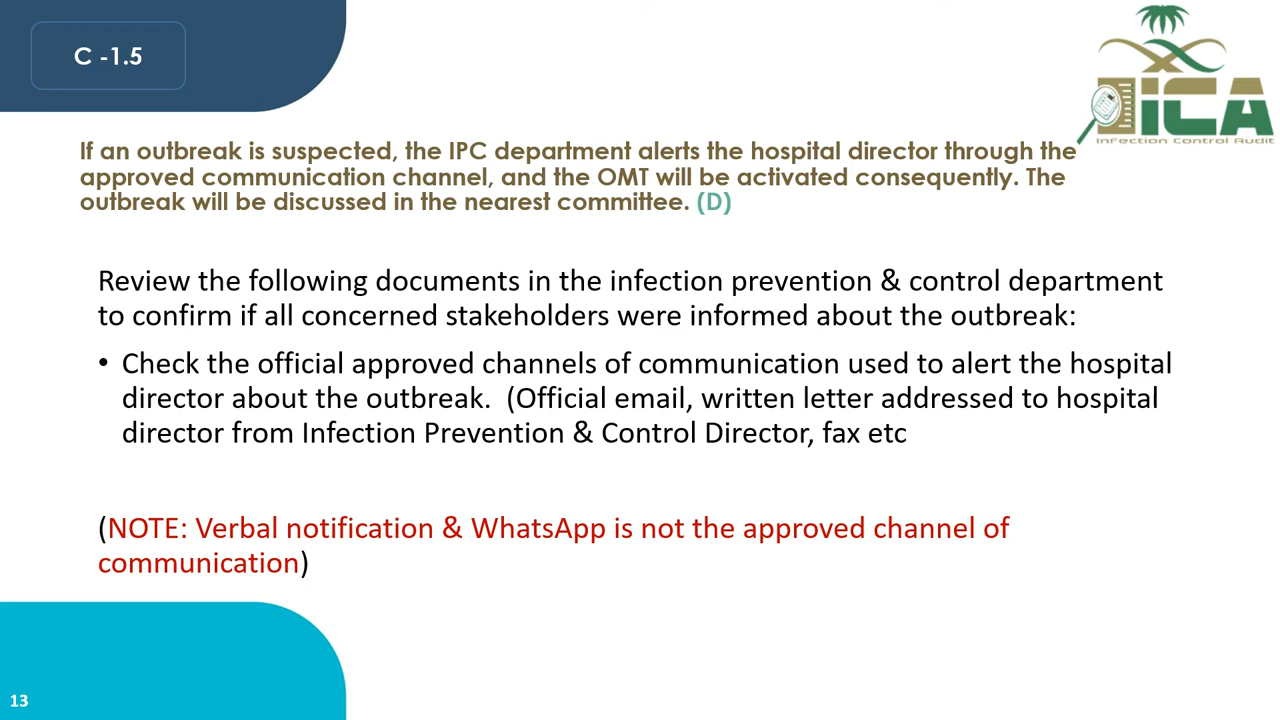 C -1.5
iCA
Infection Control Audit
If an outbreak is suspected, the IPC department alerts the hospital director through the
approved communication channel, and the OMT will be activated consequently. The
outbreak will be discussed in the nearest committee. (D)
Review the following documents in the infection prevention & control department
to confirm if all concerned stakeholders were informed about the outbreak:
• Check the official approved channels of communication used to alert the hospital
director about the outbreak.  (Official email, written letter addressed to hospital
director from Infection Prevention & Control Director, fax etc
(NOTE: Verbal notification & WhatsApp is not the approved channel of
communication)
13